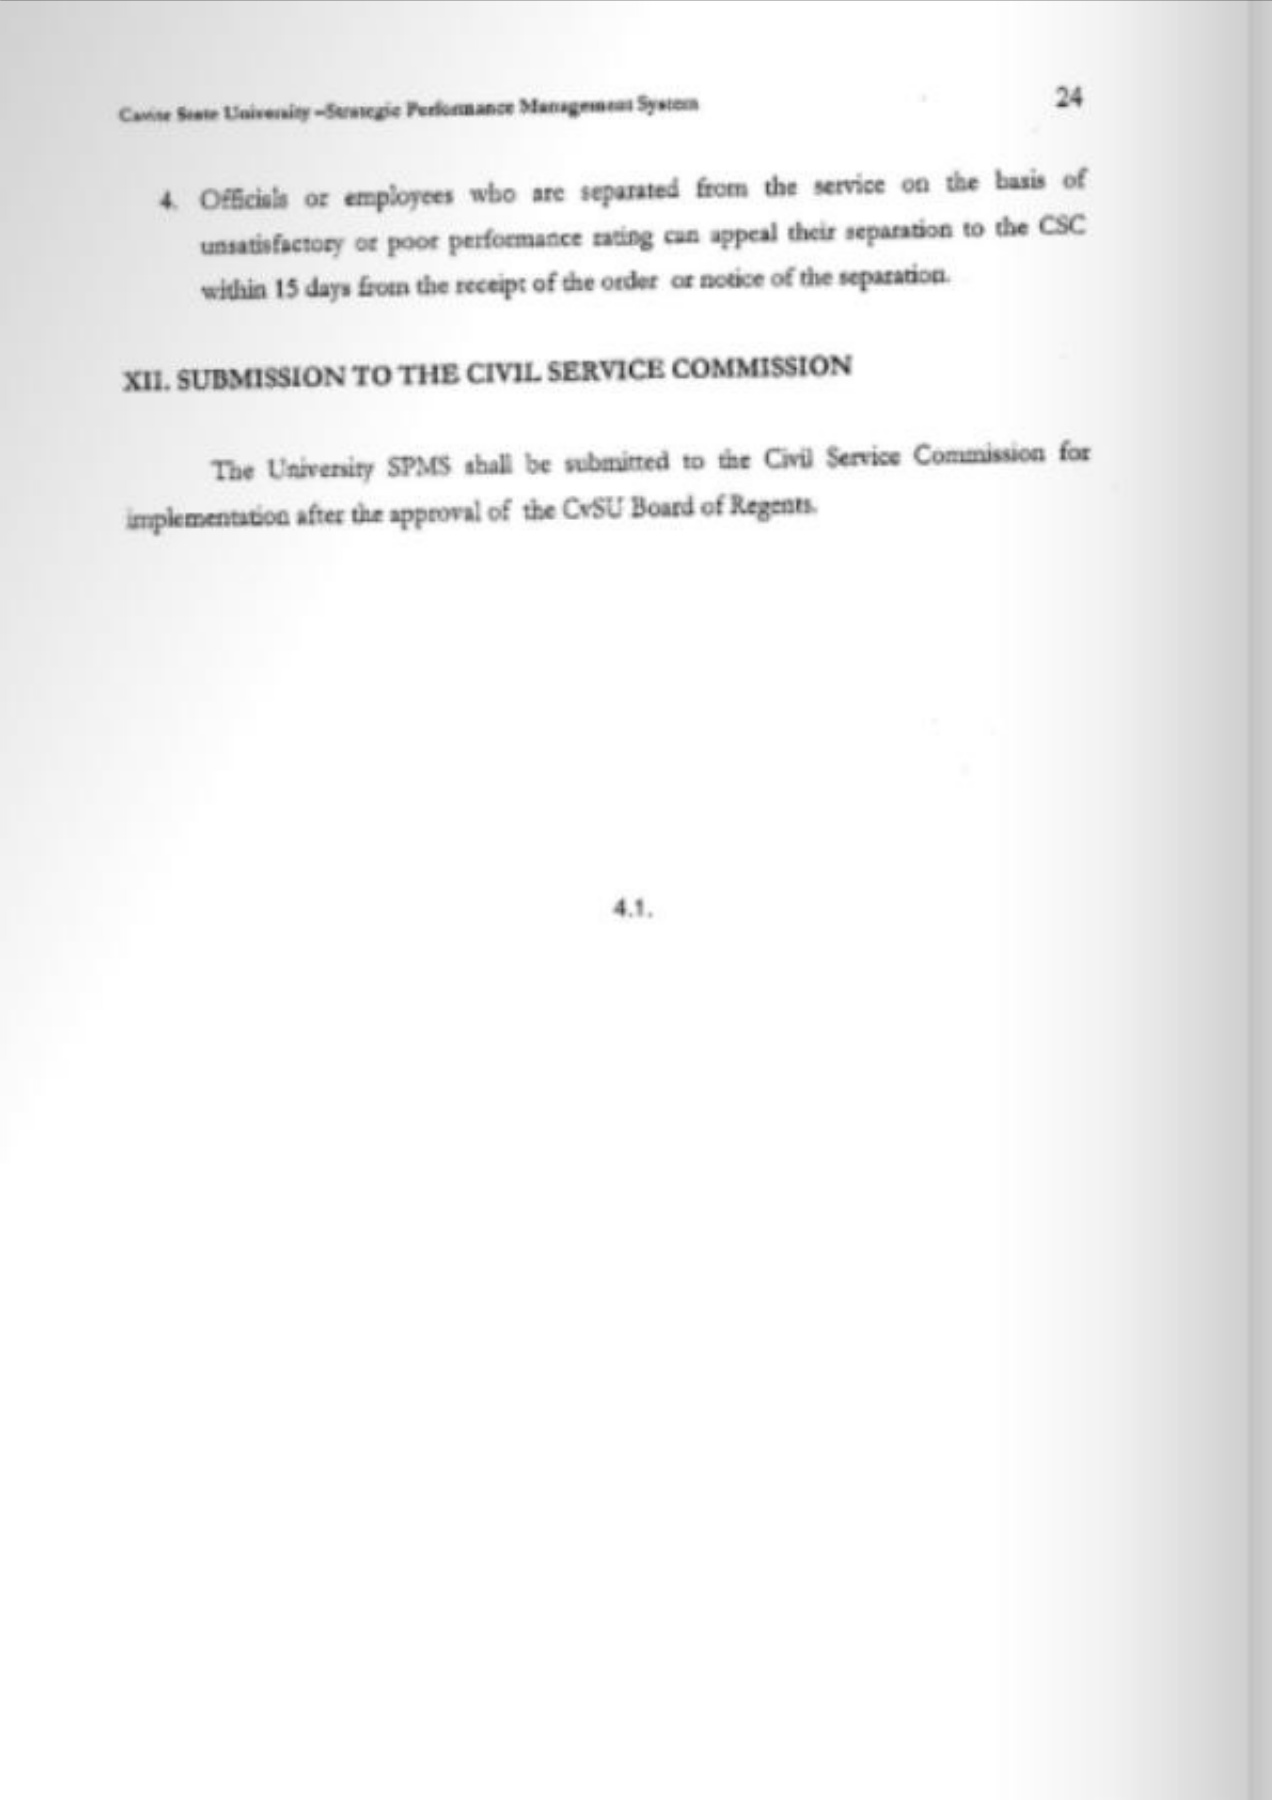 Cavite State University –Strategic Performance Management System
24
4. Officials or employees who are separated from the service on the basis of
unsatisfactory or poor performance rating can appeal their separation to the CSC
within 15 days from the receipt of the order or notice of the separation.
XII. SUBMISSION TO THE CIVIL SERVICE COMMISSION
The University SPMS shall be submitted to the Civil Service Commission for
implementation after the approval of the CvSU Board of Regents.
4.1.